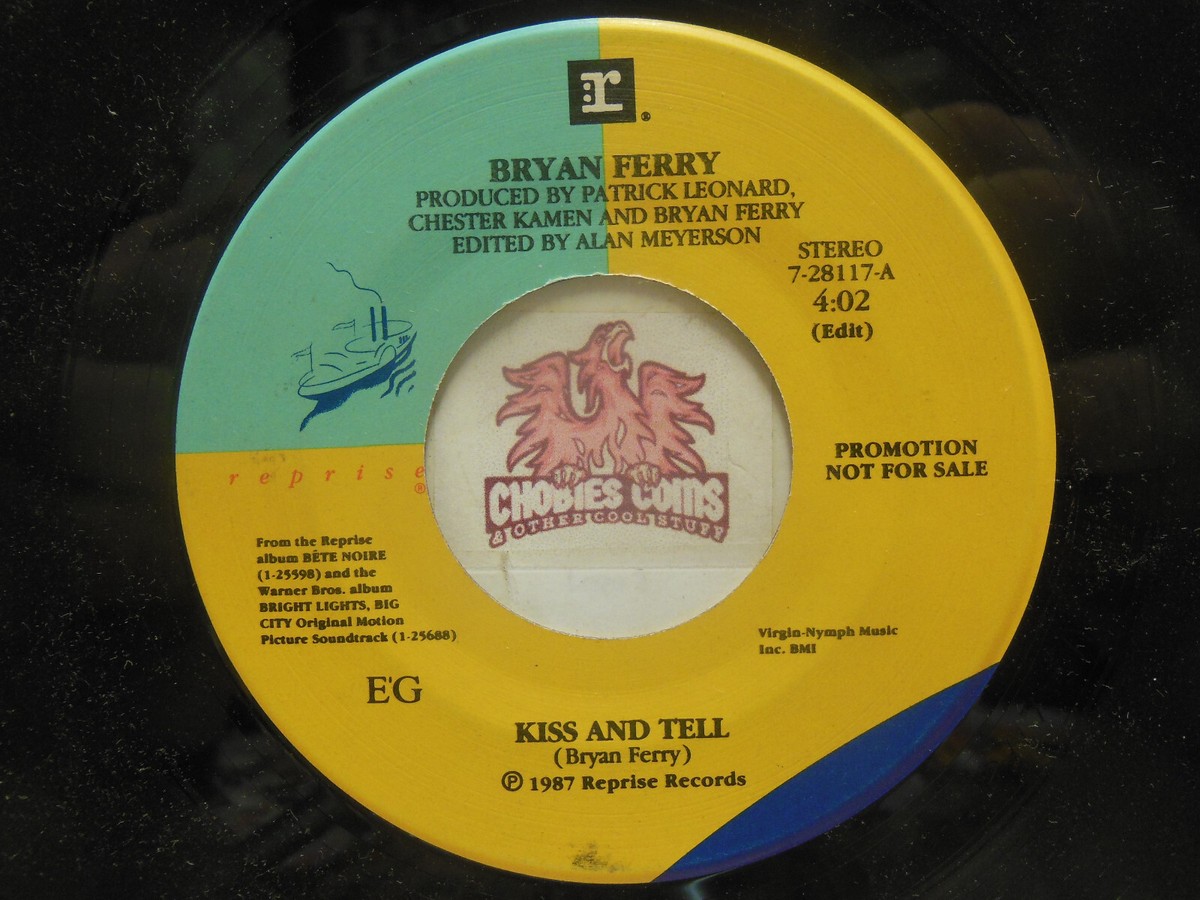 r
®
BRYAN FERRY
PRODUCED BY PATRICK LEONARD,
CHESTER KAMEN AND BRYAN FERRY
EDITED BY ALAN MEYERSON
STEREO
7-28117-A
4:02
(Edit)
reprise
®
CHOBIES COINS
& OTHER COOL STUFF
PROMOTION
NOT FOR SALE
From the Reprise
album BÊTE NOIRE
(1-25598) and the
Warner Bros. album
BRIGHT LIGHTS, BIG
CITY Original Motion
Picture Soundtrack (1-25688)
E'G
Virgin-Nymph Music
Inc. BMI
KISS AND TELL
(Bryan Ferry)
℗ 1987 Reprise Records